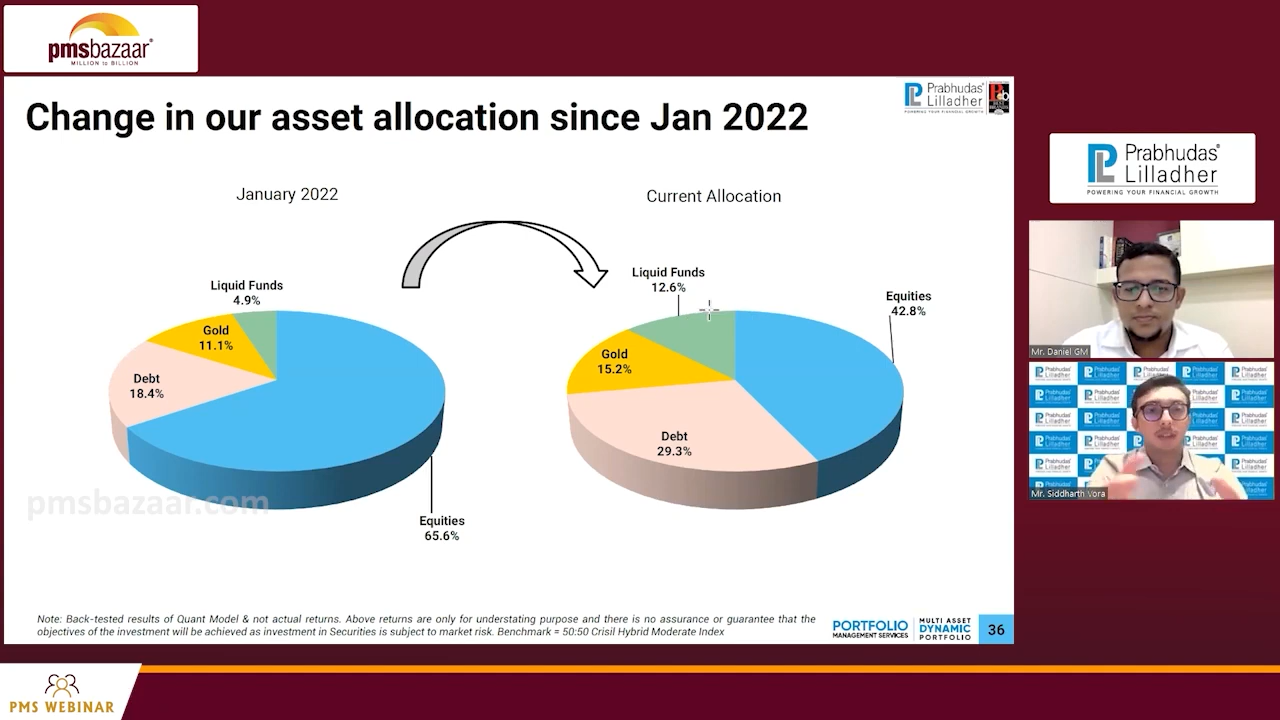 pmsbazaar
MILLION to BILLION
Prabhudas
Lilladher
POWERING YOUR FINANCIAL GROWTH
Change in our asset allocation since Jan 2022
Prabhudas
Lilladher
POWERING YOUR FINANCIAL GROWTH
January 2022
Current Allocation
Liquid Funds
4.9%
Gold
11.1%
Debt
18.4%
Equities
65.6%
Liquid Funds
12.6%
Equities
42.8%
Gold
15.2%
Debt
29.3%
pmsbazaar.com
Mr. Daniel GM
Mr. Siddharth Vora
Note: Back-tested results of Quant Model & not actual returns. Above returns are only for understating purpose and there is no assurance or guarantee that the
objectives of the investment will be achieved as investment in Securities is subject to market risk. Benchmark = 50:50 Crisil Hybrid Moderate Index
PORTFOLIO
MANAGEMENT SERVICES
MULTI ASSET
DYNAMIC
PORTFOLIO
36
PMS WEBINAR